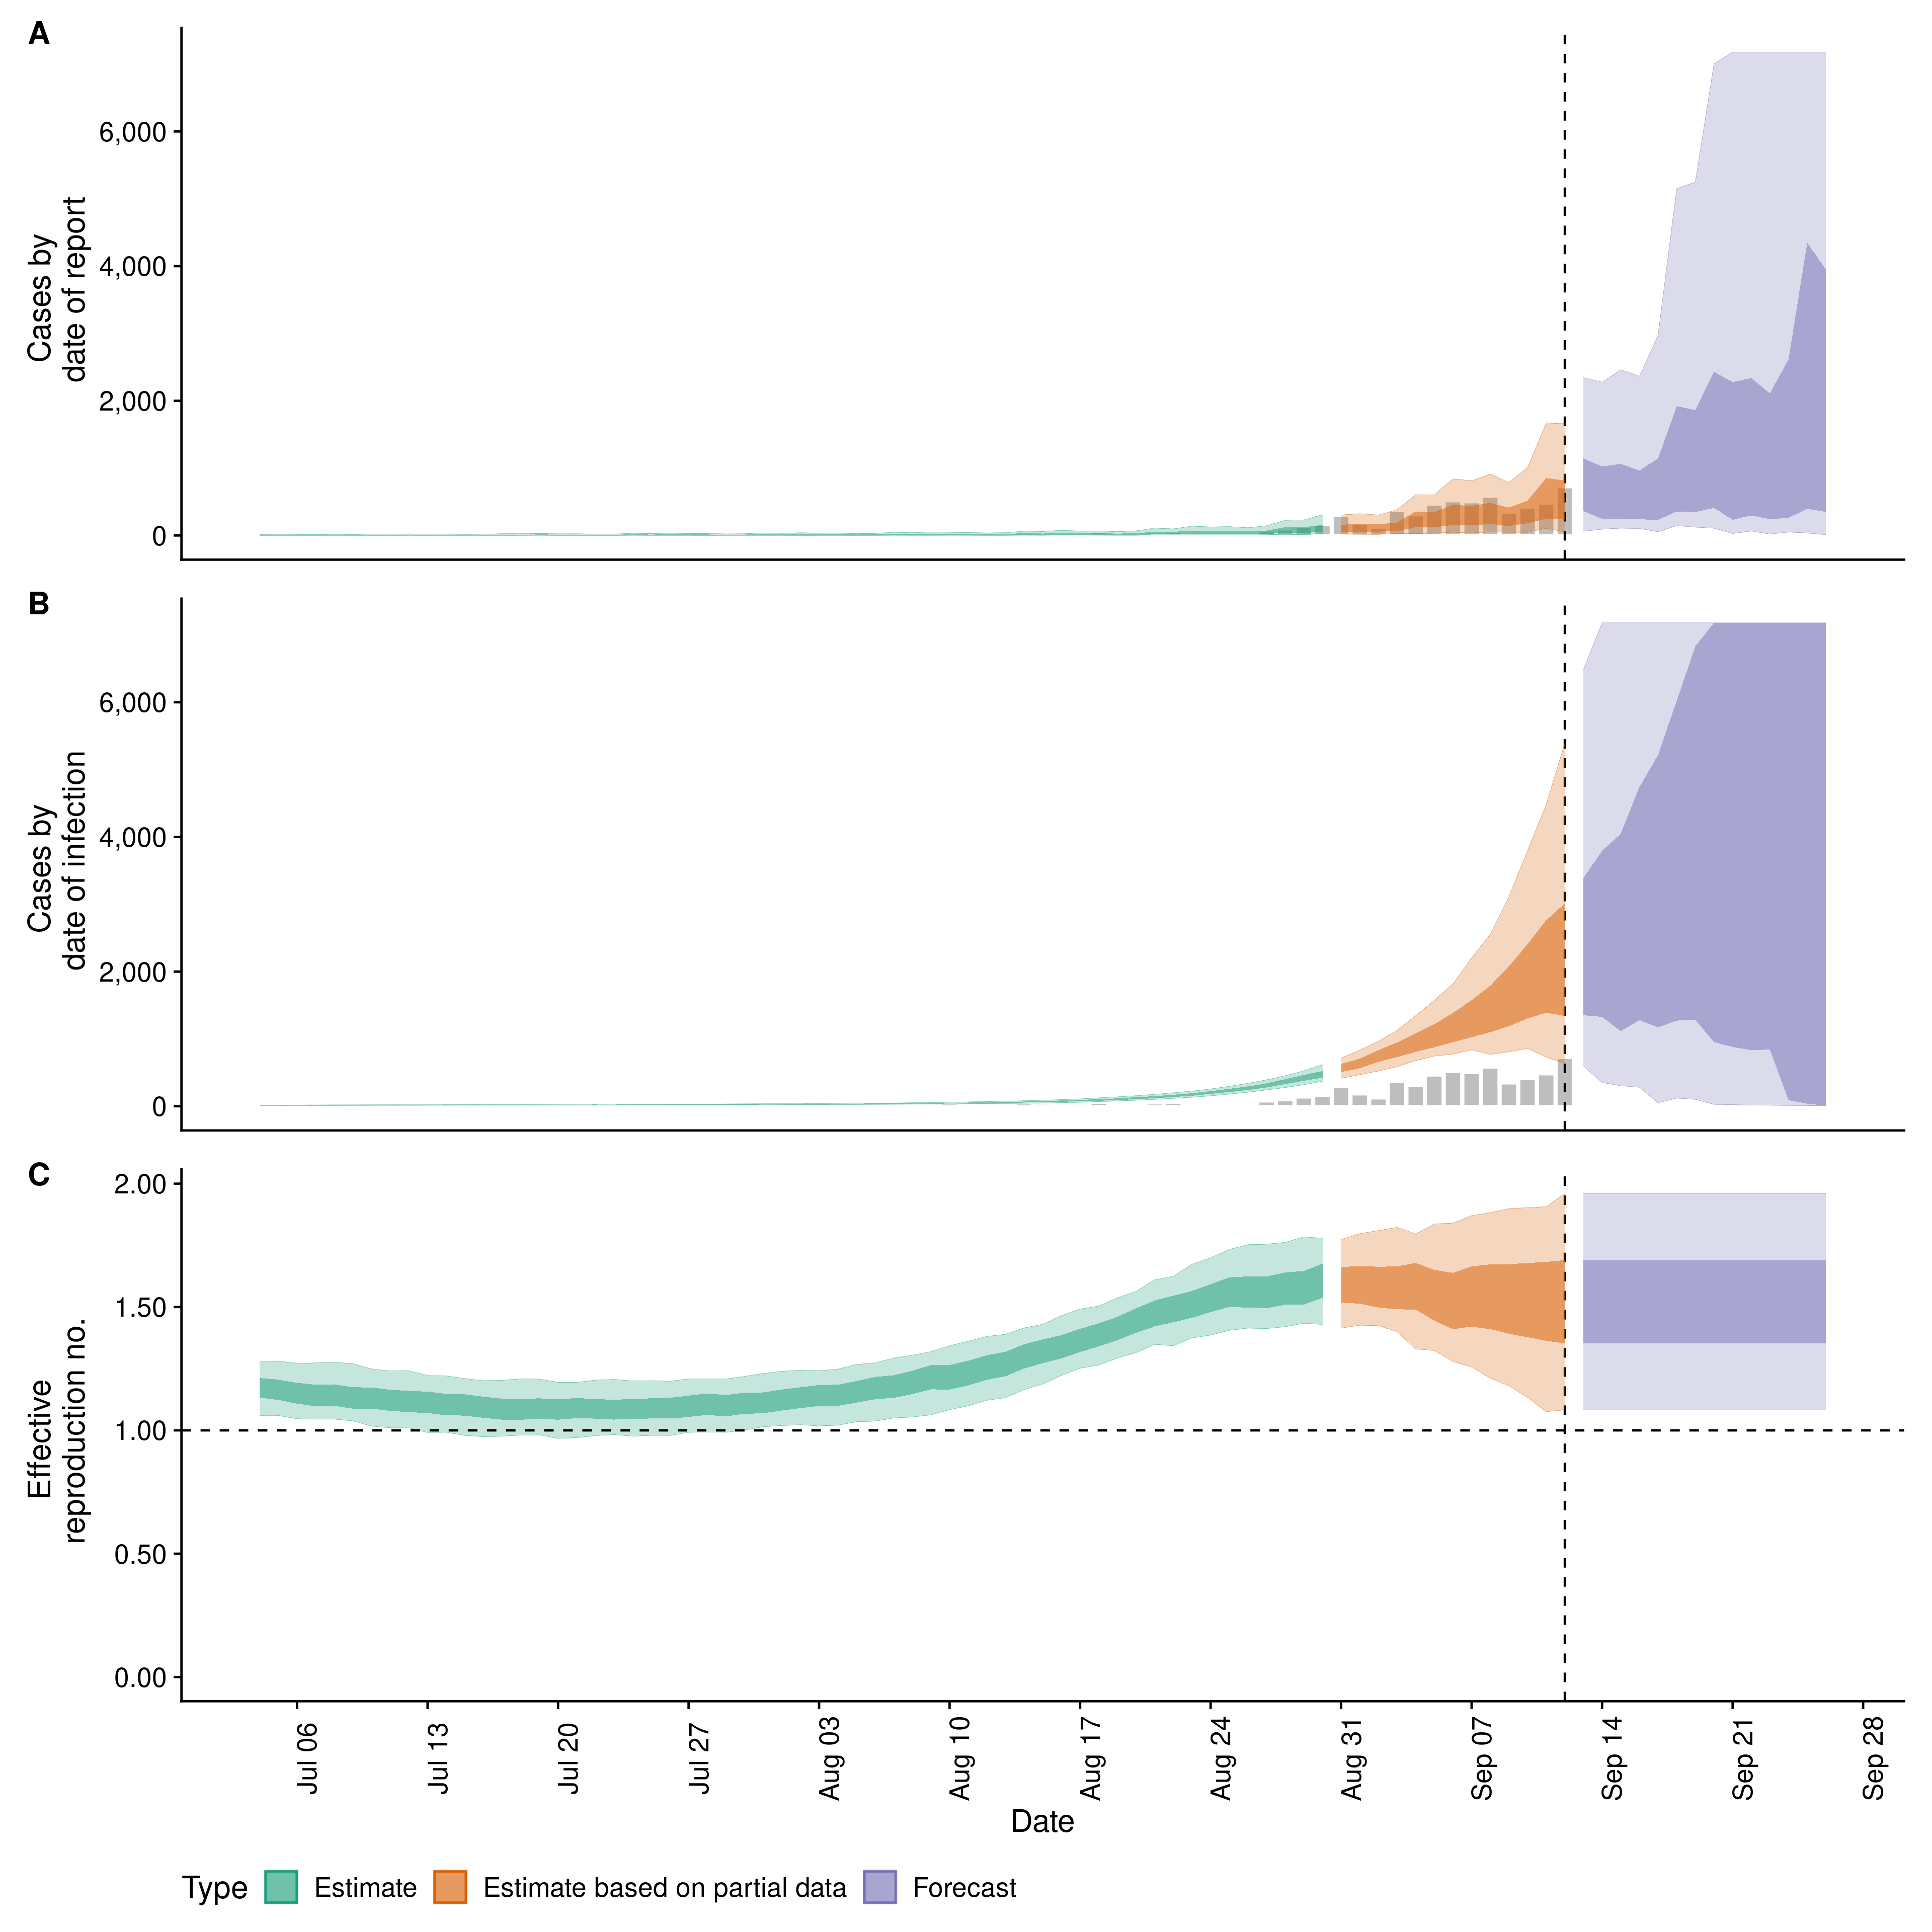 A
Cases by
date of report
6,000
4,000
2,000
0
B
Cases by
date of infection
6,000
4,000
2,000
0
C
Effective
reproduction no.
2.00
1.50
1.00
0.50
0.00
Jul 06
Jul 13
Jul 20
Jul 27
Aug 03
Aug 10
Aug 17
Aug 24
Aug 31
Sep 07
Sep 14
Sep 21
Sep 28
Date
Type Estimate Estimate based on partial data Forecast